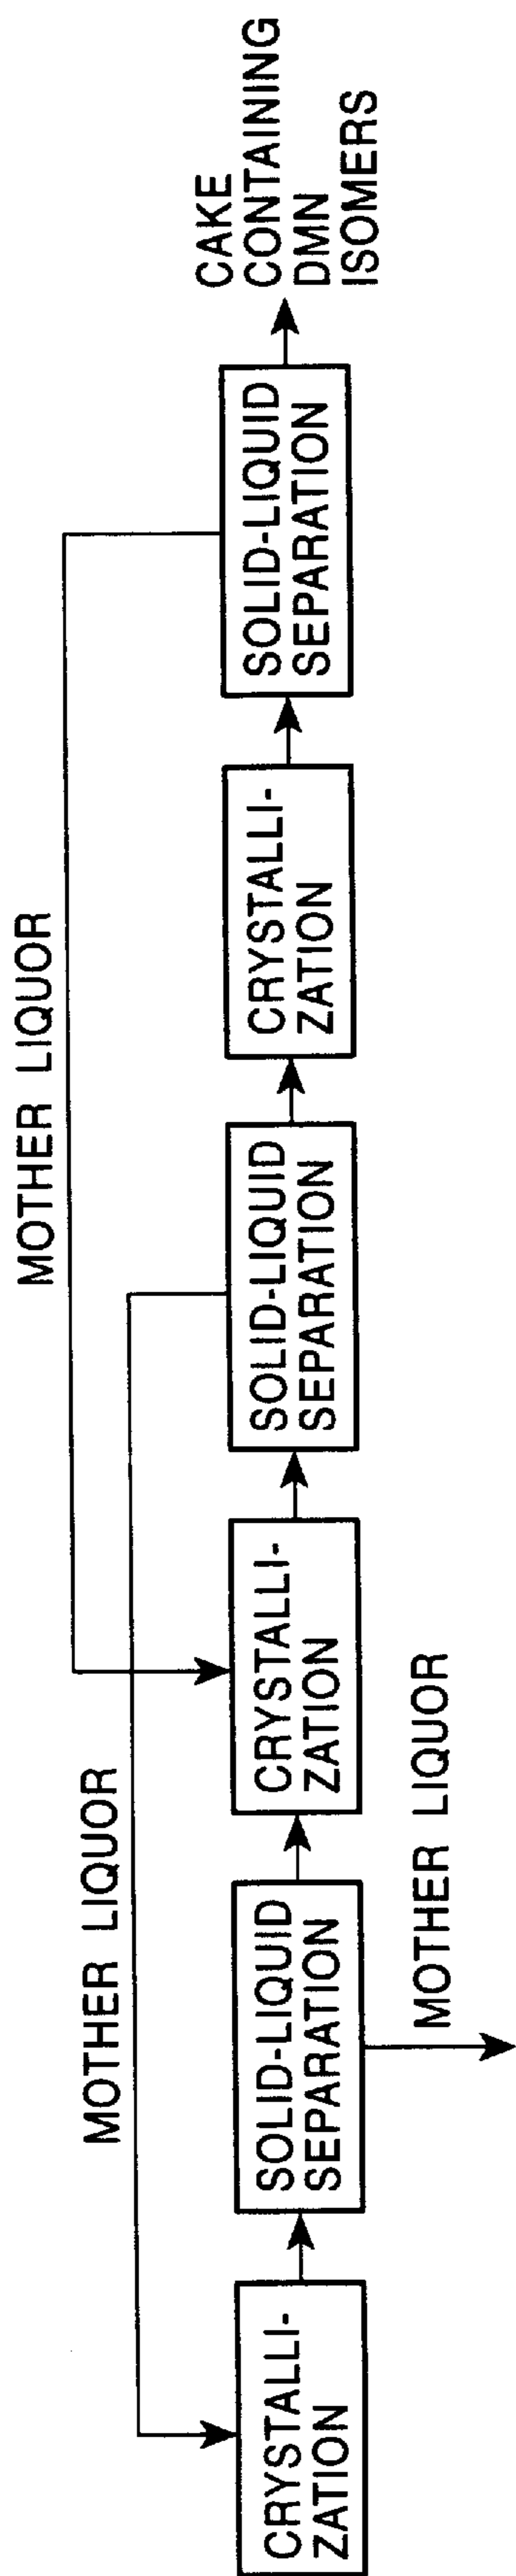 MOTHER LIQUOR
MOTHER LIQUOR
CRYSTALLI-
ZATION
SOLID-LIQUID
SEPARATION
CRYSTALLI-
ZATION
SOLID-LIQUID
SEPARATION
CRYSTALLI-
ZATION
SOLID-LIQUID
SEPARATION
CAKE
CONTAINING
DMN
ISOMERS
MOTHER LIQUOR